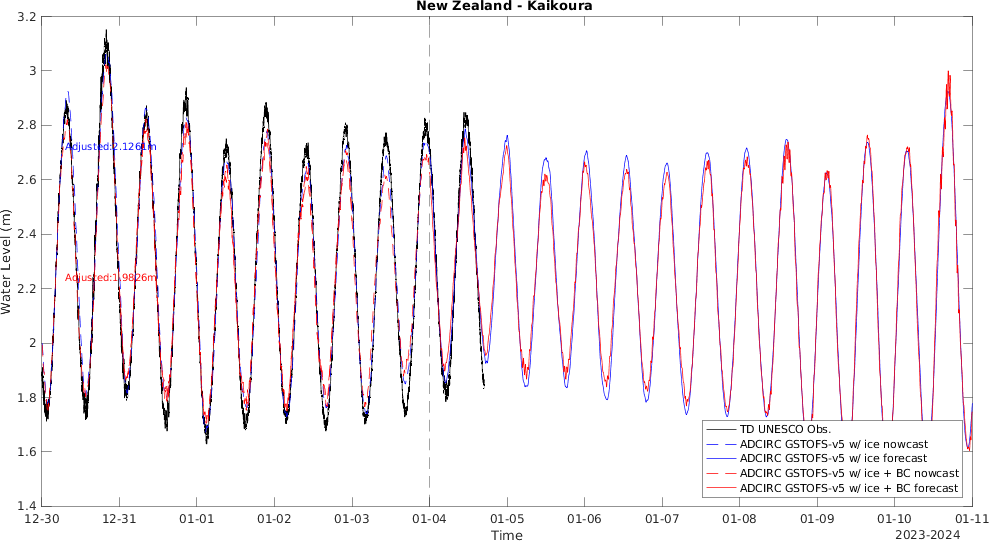 New Zealand - Kaikoura
3.2
3
2.8
2.6
2.4
2.2
2
1.8
1.6
1.4
Water Level (m)
Adjusted:2.1261m
Adjusted:1.9826m
TD UNESCO Obs.
ADCIRC GSTOFS-v5 w/ ice nowcast
ADCIRC GSTOFS-v5 w/ ice forecast
ADCIRC GSTOFS-v5 w/ ice + BC nowcast
ADCIRC GSTOFS-v5 w/ ice + BC forecast
12-30 12-31 01-01 01-02 01-03 01-04 01-05 01-06 01-07 01-08 01-09 01-10 01-11
Time
2023-2024